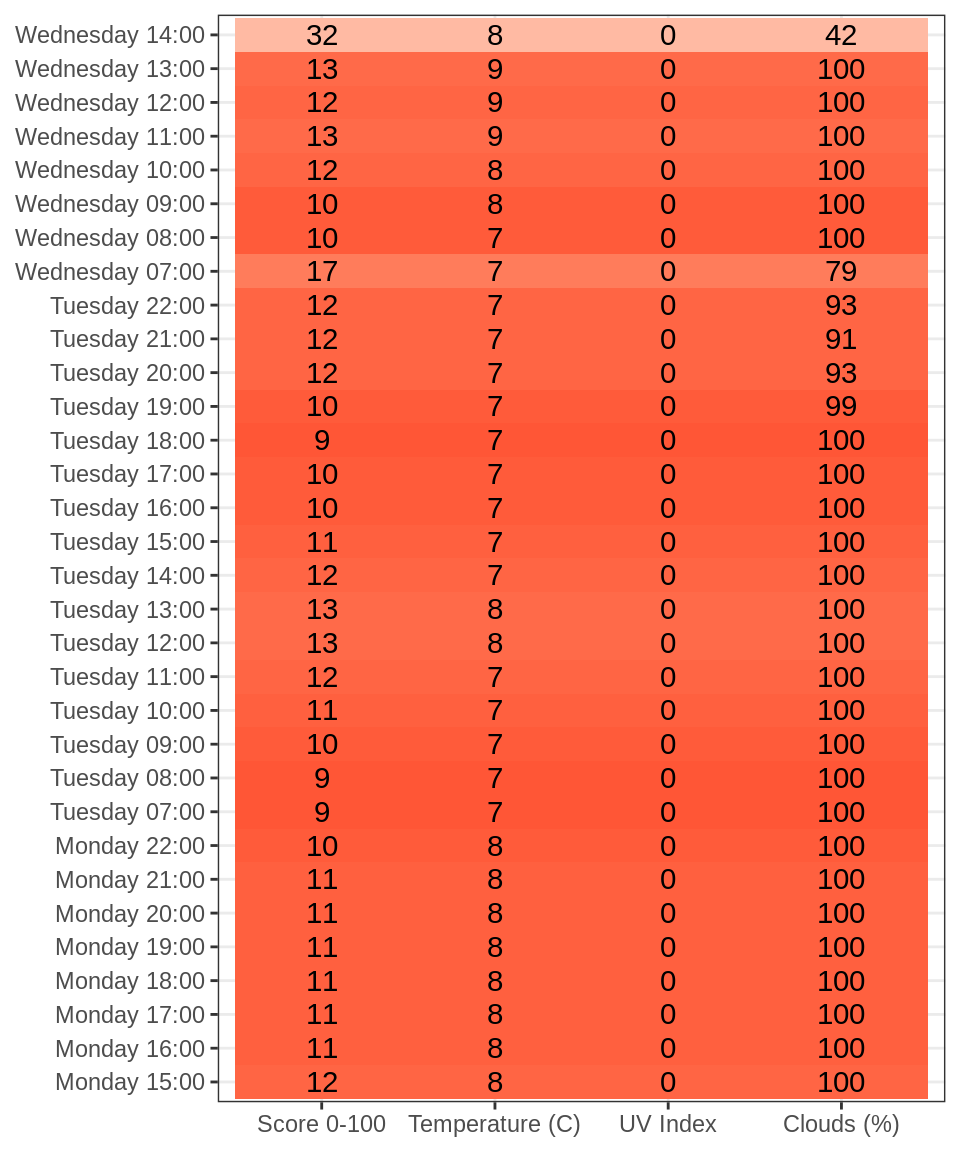 Wednesday 14:00 32 8 0 42
Wednesday 13:00 13 9 0 100
Wednesday 12:00 12 9 0 100
Wednesday 11:00 13 9 0 100
Wednesday 10:00 12 8 0 100
Wednesday 09:00 10 8 0 100
Wednesday 08:00 10 7 0 100
Wednesday 07:00 17 7 0 79
Tuesday 22:00 12 7 0 93
Tuesday 21:00 12 7 0 91
Tuesday 20:00 12 7 0 93
Tuesday 19:00 10 7 0 99
Tuesday 18:00 9 7 0 100
Tuesday 17:00 10 7 0 100
Tuesday 16:00 10 7 0 100
Tuesday 15:00 11 7 0 100
Tuesday 14:00 12 7 0 100
Tuesday 13:00 13 8 0 100
Tuesday 12:00 13 8 0 100
Tuesday 11:00 12 7 0 100
Tuesday 10:00 11 7 0 100
Tuesday 09:00 10 7 0 100
Tuesday 08:00 9 7 0 100
Tuesday 07:00 9 7 0 100
Monday 22:00 10 8 0 100
Monday 21:00 11 8 0 100
Monday 20:00 11 8 0 100
Monday 19:00 11 8 0 100
Monday 18:00 11 8 0 100
Monday 17:00 11 8 0 100
Monday 16:00 11 8 0 100
Monday 15:00 12 8 0 100
Score 0-100 Temperature (C) UV Index Clouds (%)